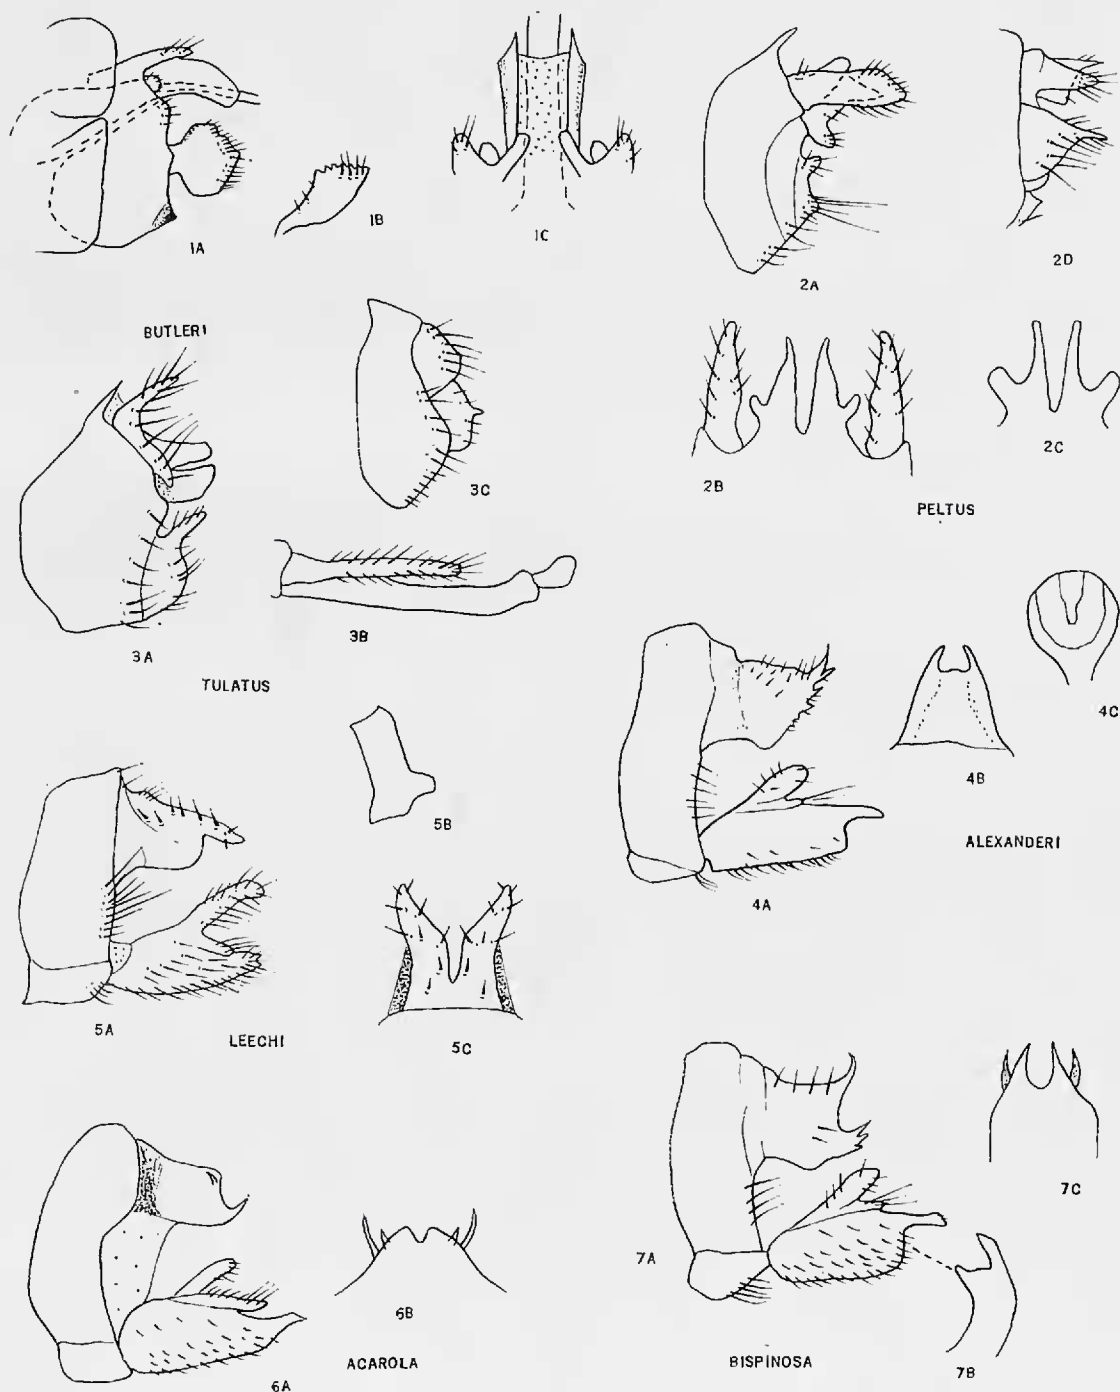 1A
1B
1C
2A
2D
BUTLERI
2B
2C
3C
PELTUS
3A
3B
TULATUS
4C
4B
5B
ALEXANDERI
4A
5A
LEECHI
5C
7C
7A
6B
6A
ACAROLA
BISPINOSA
7B